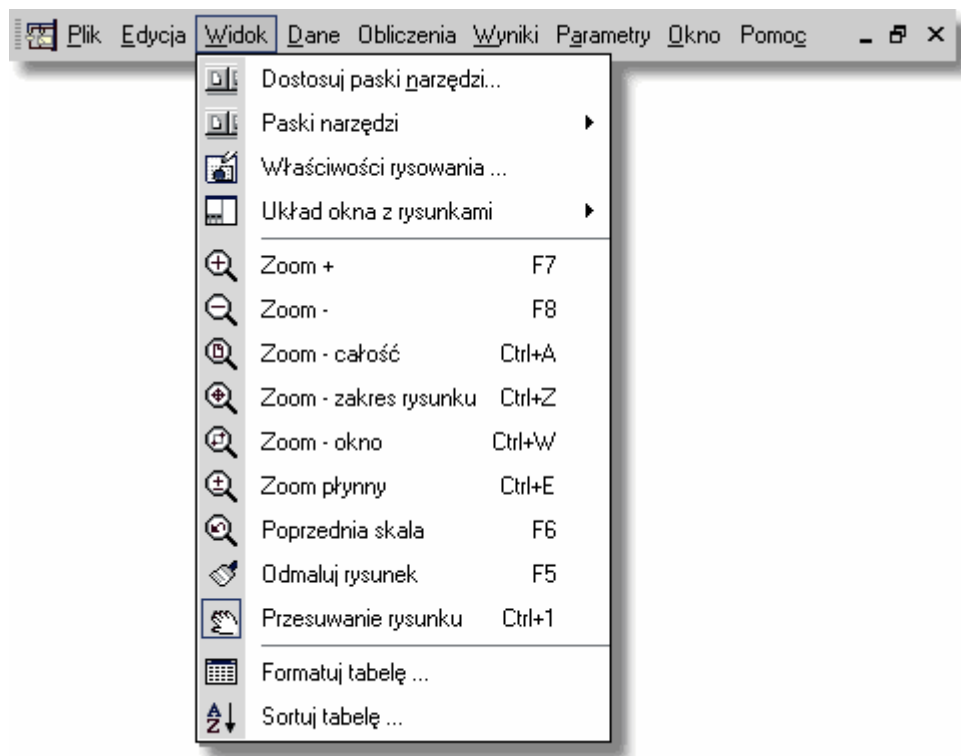 Plik Edycja Widok Dane Obliczenia Wyniki Parametry Okno Pomoc
Dostosuj paski narzędzi...
Paski narzędzi
Właściwości rysowania ...
Układ okna z rysunkami
Zoom + F7
Zoom - F8
Zoom - całość Ctrl+A
Zoom - zakres rysunku Ctrl+Z
Zoom - okno Ctrl+W
Zoom płynny Ctrl+E
Poprzednia skala F6
Odmaluj rysunek F5
Przesuwanie rysunku Ctrl+1
Formatuj tabelę ...
Sortuj tabelę ...